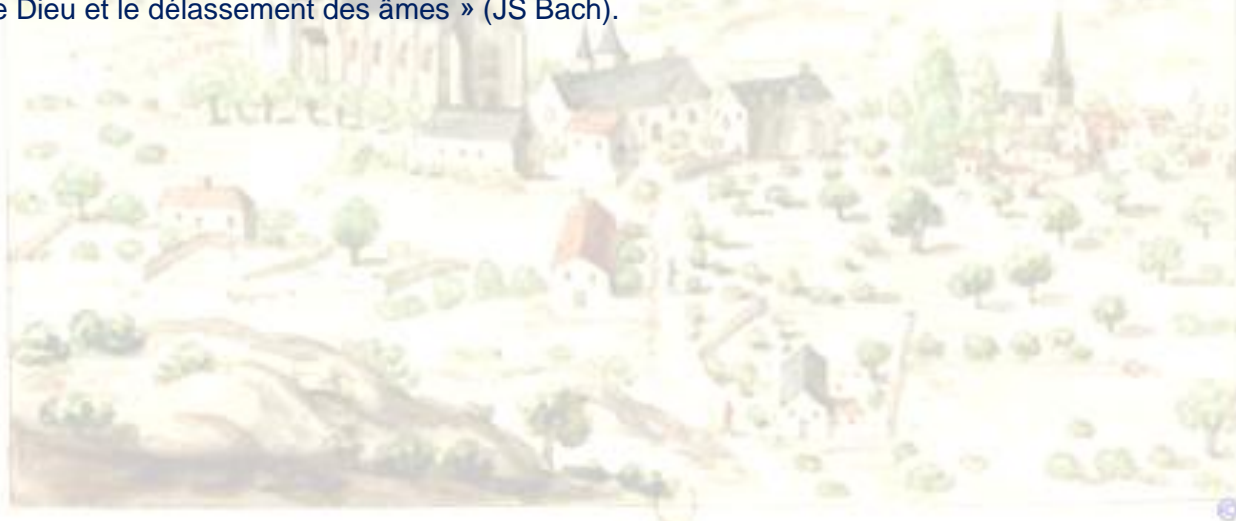 e Dieu et le délassement des âmes » (JS Bach).